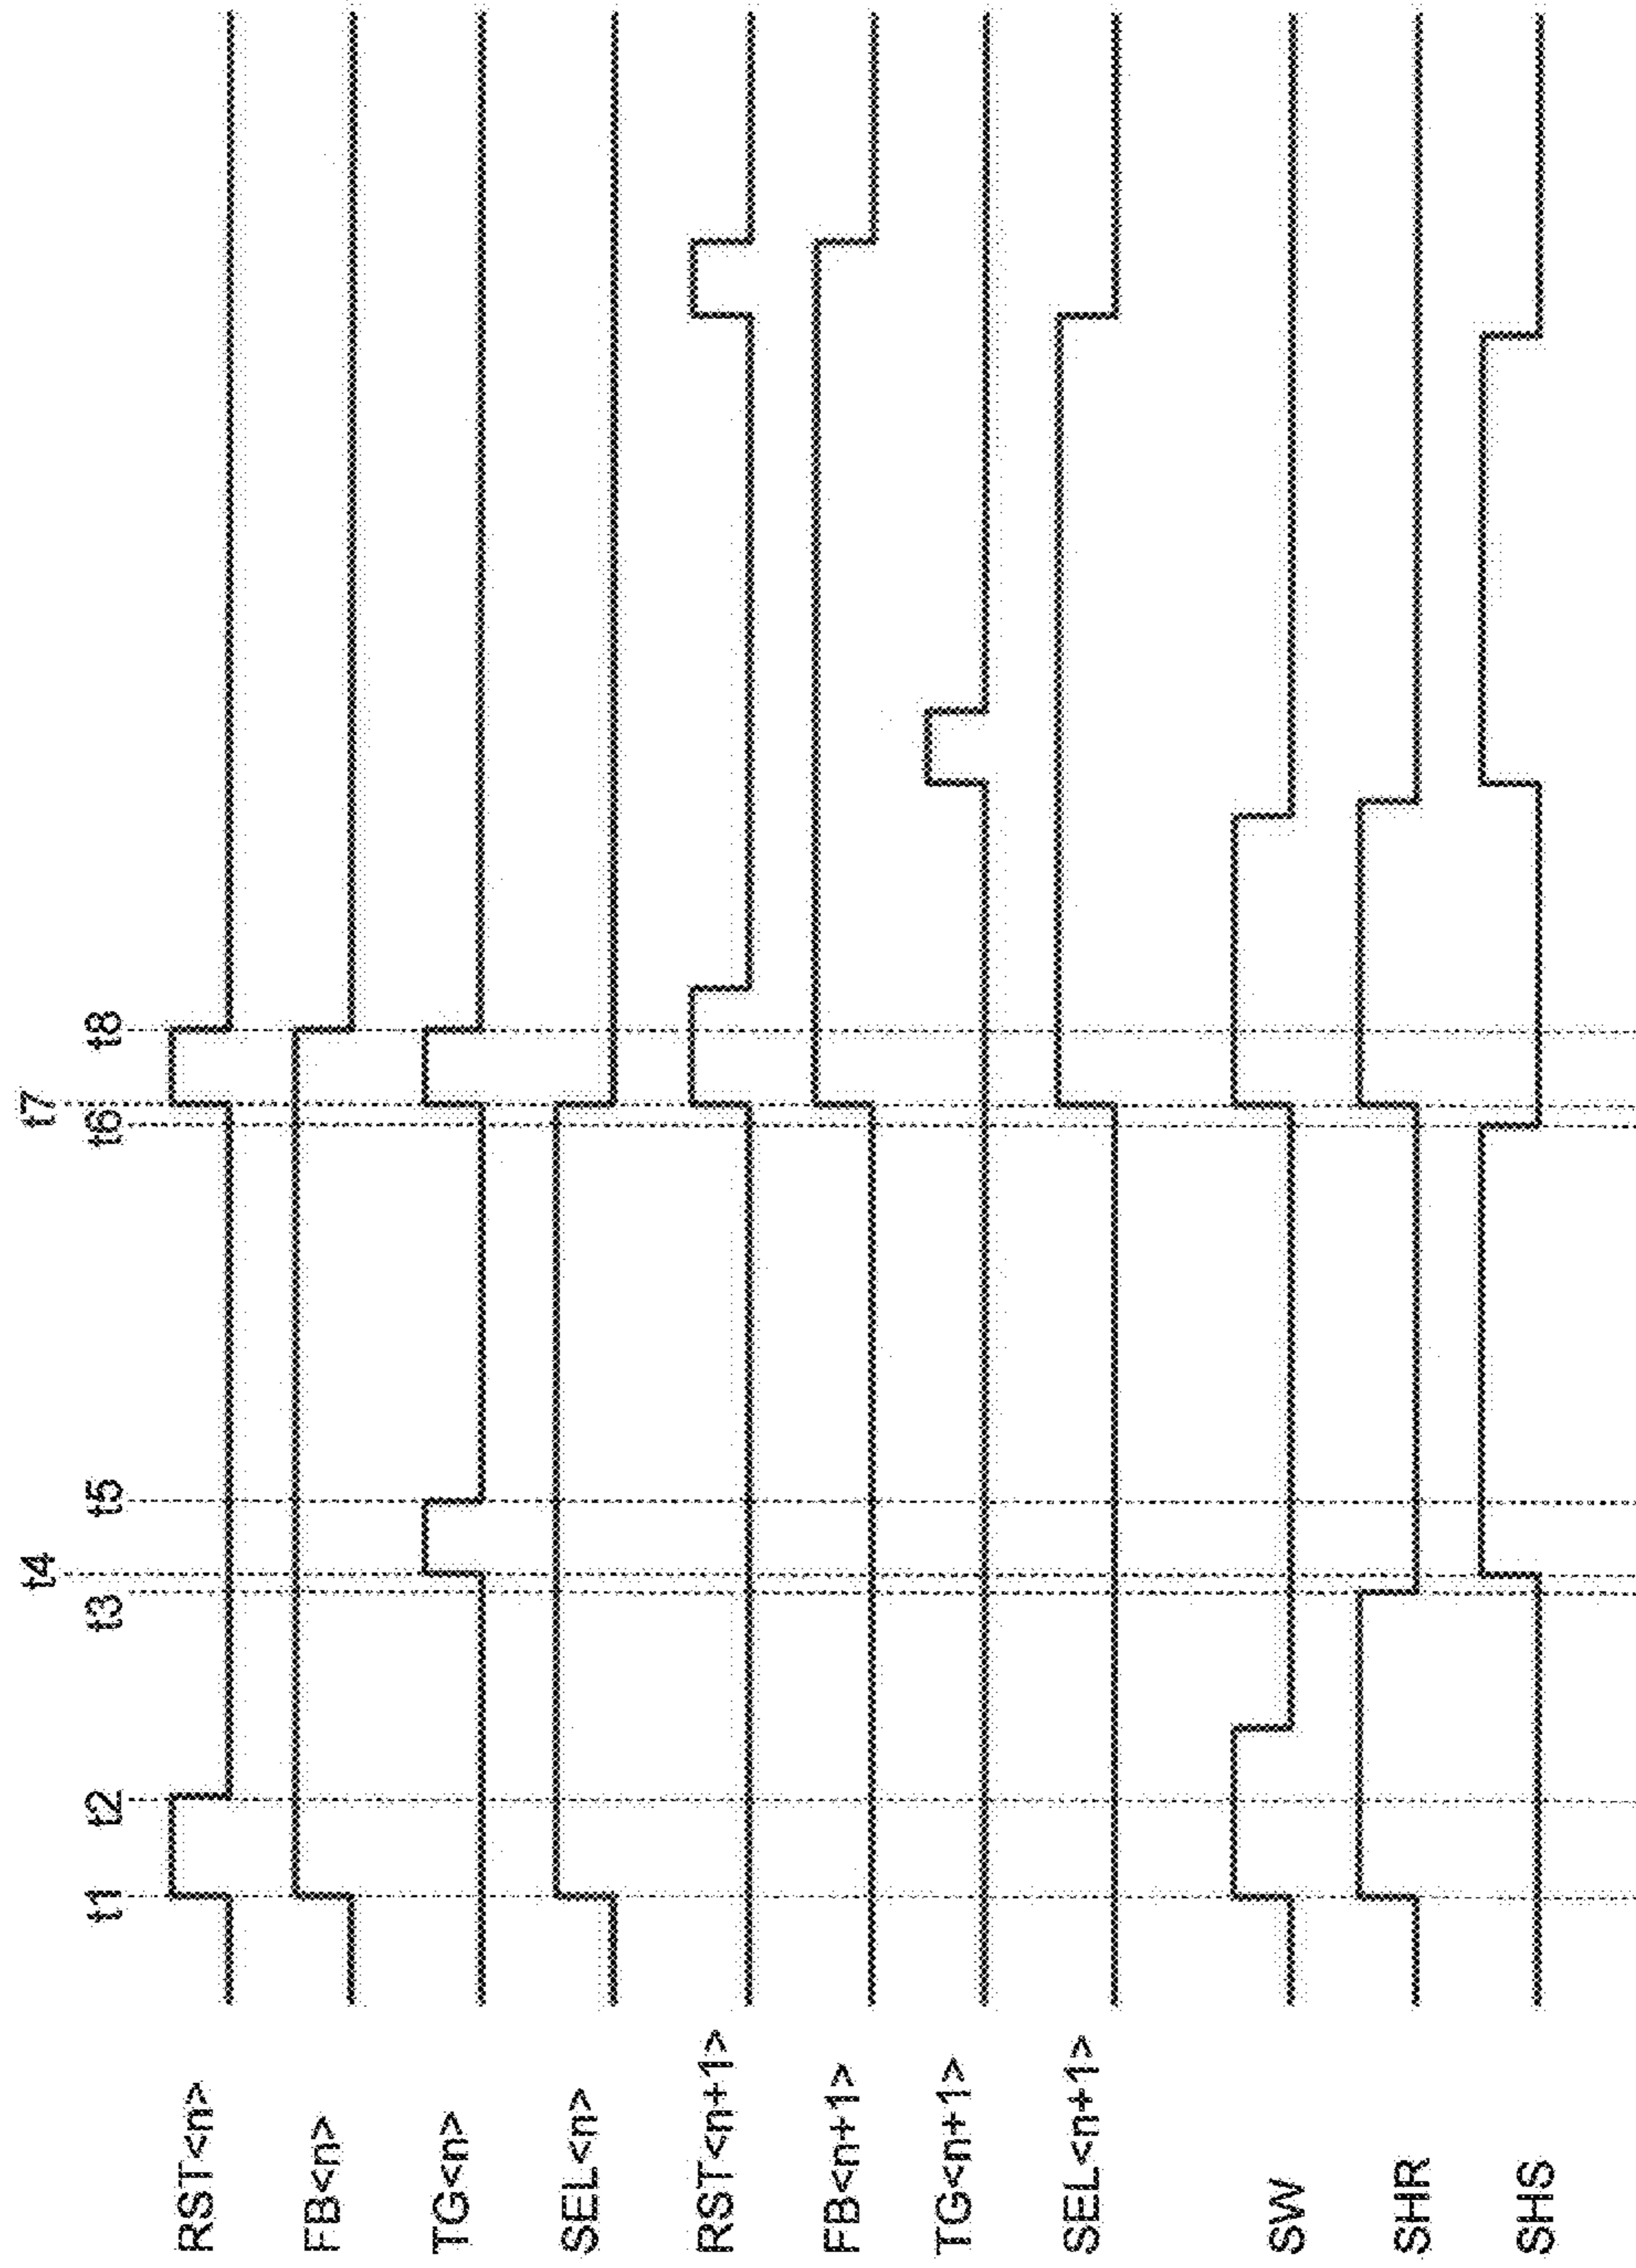 t4 t7
t1 t2 t3 t5 t6 t8
RST<n>
FB<n>
TG<n>
SEL<n>
RST<n+1>
FB<n+1>
TG<n+1>
SEL<n+1>
SW
SHR
SHS